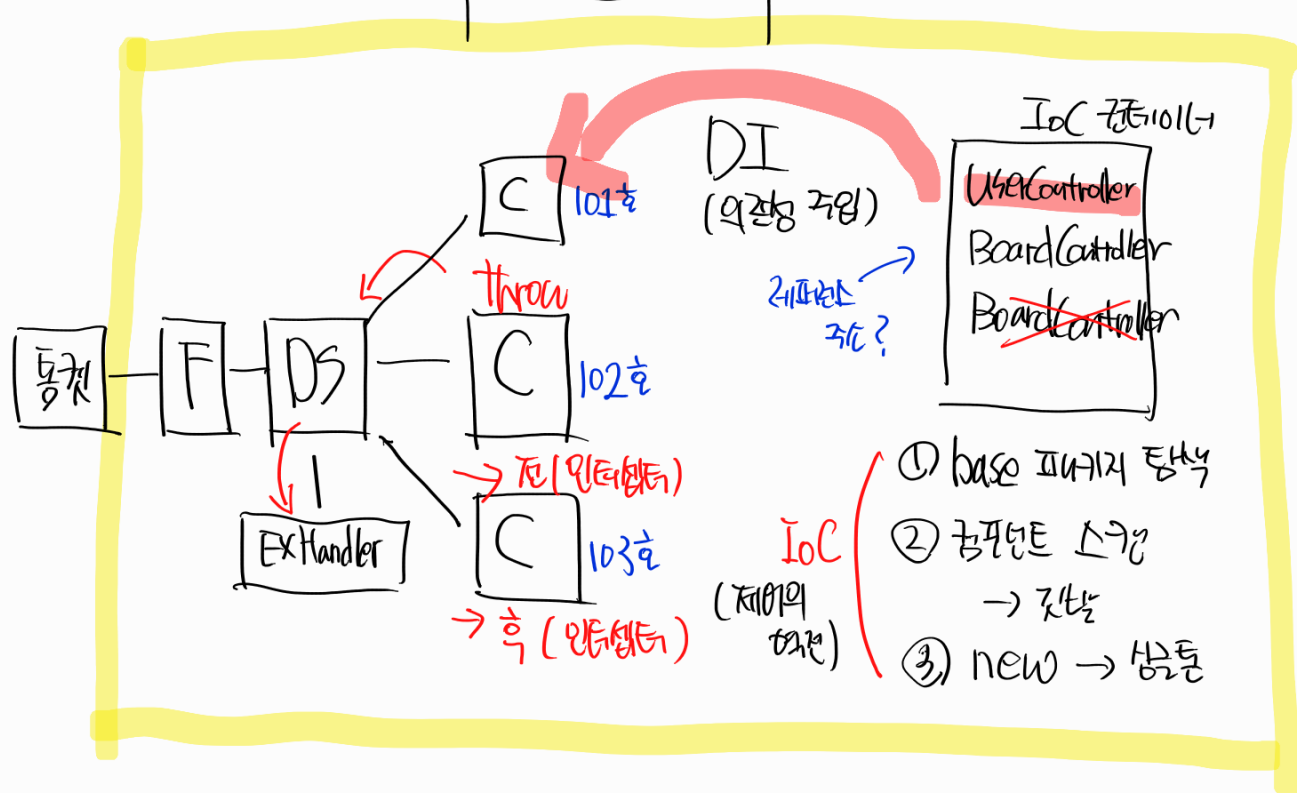 IoC 컨테이너
UserController
BoardController
BoardController
DI
(의존성 주입)
레퍼런스
주소?
C
101호
throw
톰캣
F
DS
C
102호
전(인터셉터)
ExHandler
C
103호
후(인터셉터)
IoC
(제어의
역전)
① base 패키지 탐색
② 컴퍼넌트 스캔
→ 깃발
③ new → 싱글톤